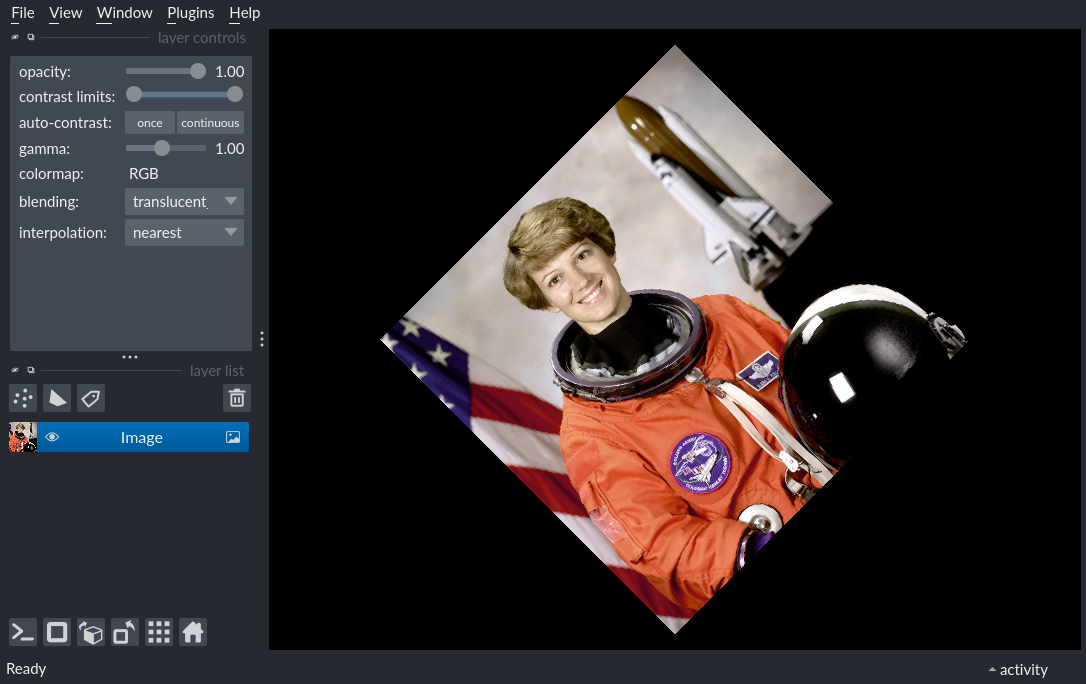 File View Window Plugins Help
layer controls
opacity: 1.00
contrast limits:
auto-contrast: once continuous
gamma: 1.00
colormap: RGB
blending: translucent
interpolation: nearest
layer list
Image
Ready
activity